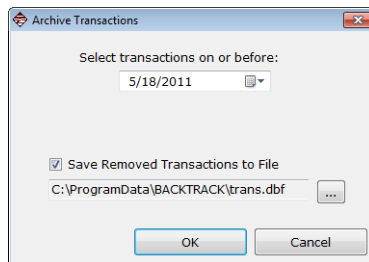 Archive Transactions
Select transactions on or before:
5/18/2011
Save Removed Transactions to File
C:\ProgramData\BACKTRACK\trans.dbf
...
OK Cancel